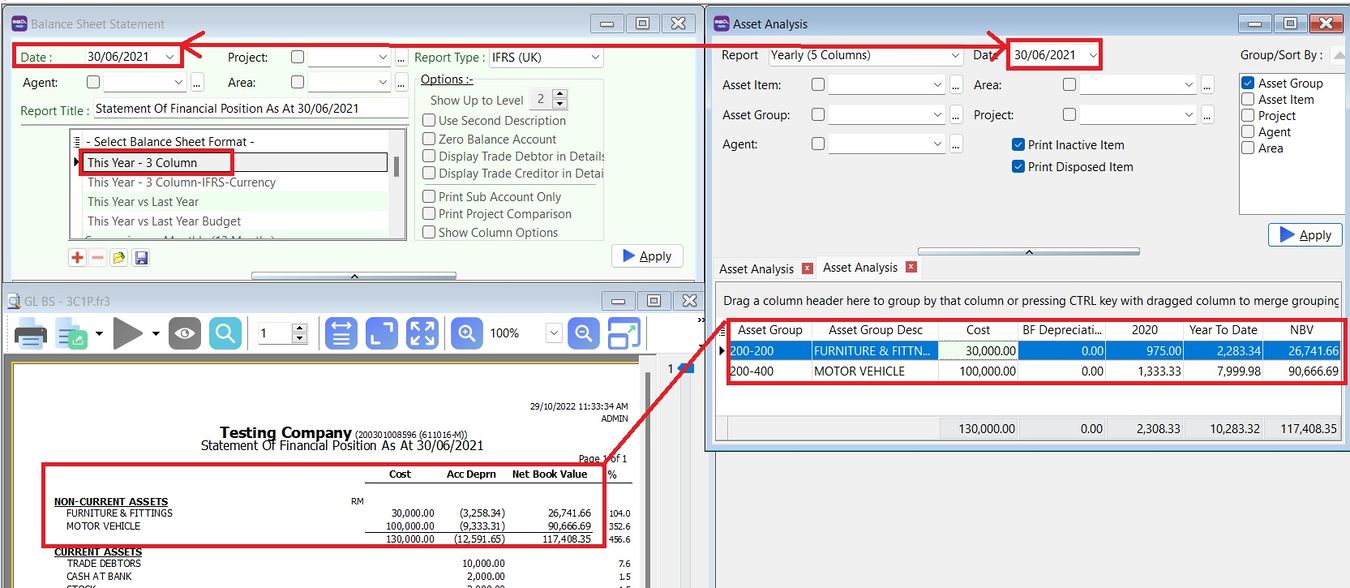 Balance Sheet Statement
Date : 30/06/2021 Project: ... Report Type : IFRS (UK)
Agent: ... Area: ... Options :-
Report Title : Statement Of Financial Position As At 30/06/2021
Show Up to Level 2
Use Second Description
Zero Balance Account
Display Trade Debtor in Details
Display Trade Creditor in Detai
Print Sub Account Only
Print Project Comparison
Show Column Options
- Select Balance Sheet Format -
This Year - 3 Column
This Year - 3 Column-IFRS-Currency
This Year vs Last Year
This Year vs Last Year Budget
Apply
GL BS - 3C1P.fr3
1 100%
1
29/10/2022 11:33:34 AM
ADMIN
Testing Company (200301008596 (611016-M))
Statement Of Financial Position As At 30/06/2021
Page 1 of 1
Cost Acc Deprn Net Book Value %
NON-CURRENT ASSETS RM
FURNITURE & FITTINGS 30,000.00 (3,258.34) 26,741.66 104.0
MOTOR VEHICLE 100,000.00 (9,333.31) 90,666.69 352.6
130,000.00 (12,591.65) 117,408.35 456.6
CURRENT ASSETS
TRADE DEBTORS 10,000.00 7.6
CASH AT BANK 2,000.00 1.5
Asset Analysis
Report Yearly (5 Columns) Date 30/06/2021 Group/Sort By :
Asset Item: ... Area: ...
Asset Group: ... Project: ...
Agent: ...
Print Inactive Item
Print Disposed Item
Asset Group
Asset Item
Project
Agent
Area
Apply
Asset Analysis x Asset Analysis x
Drag a column header here to group by that column or pressing CTRL key with dragged column to merge grouping
Asset Group Asset Group Desc Cost BF Depreciati... 2020 Year To Date NBV
200-200 FURNITURE & FITTN... 30,000.00 0.00 975.00 2,283.34 26,741.66
200-400 MOTOR VEHICLE 100,000.00 0.00 1,333.33 7,999.98 90,666.69
130,000.00 0.00 2,308.33 10,283.32 117,408.35